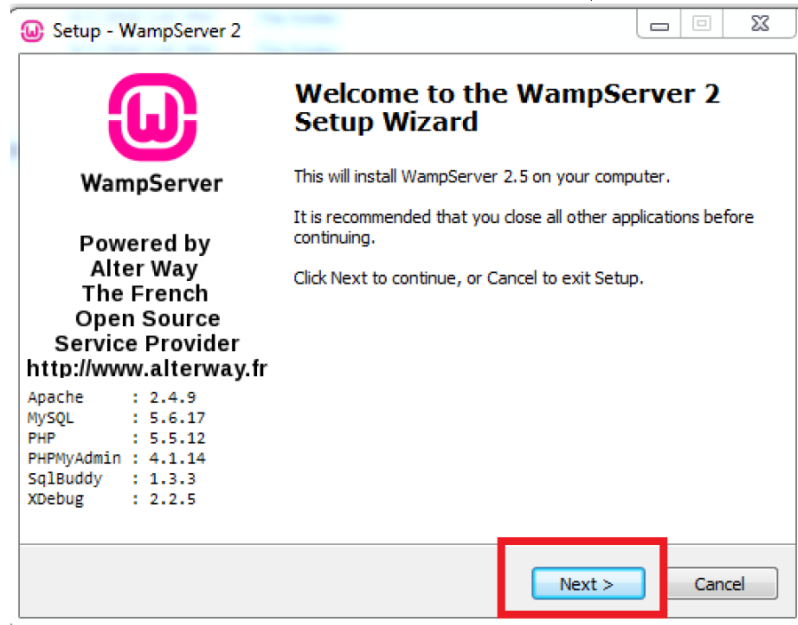 Setup - WampServer 2
WampServer
Powered by
Alter Way
The French
Open Source
Service Provider
http://www.alterway.fr
Apache : 2.4.9
MySQL : 5.6.17
PHP : 5.5.12
PHPMyAdmin : 4.1.14
SqlBuddy : 1.3.3
XDebug : 2.2.5
Welcome to the WampServer 2
Setup Wizard
This will install WampServer 2.5 on your computer.
It is recommended that you close all other applications before
continuing.
Click Next to continue, or Cancel to exit Setup.
Next >
Cancel